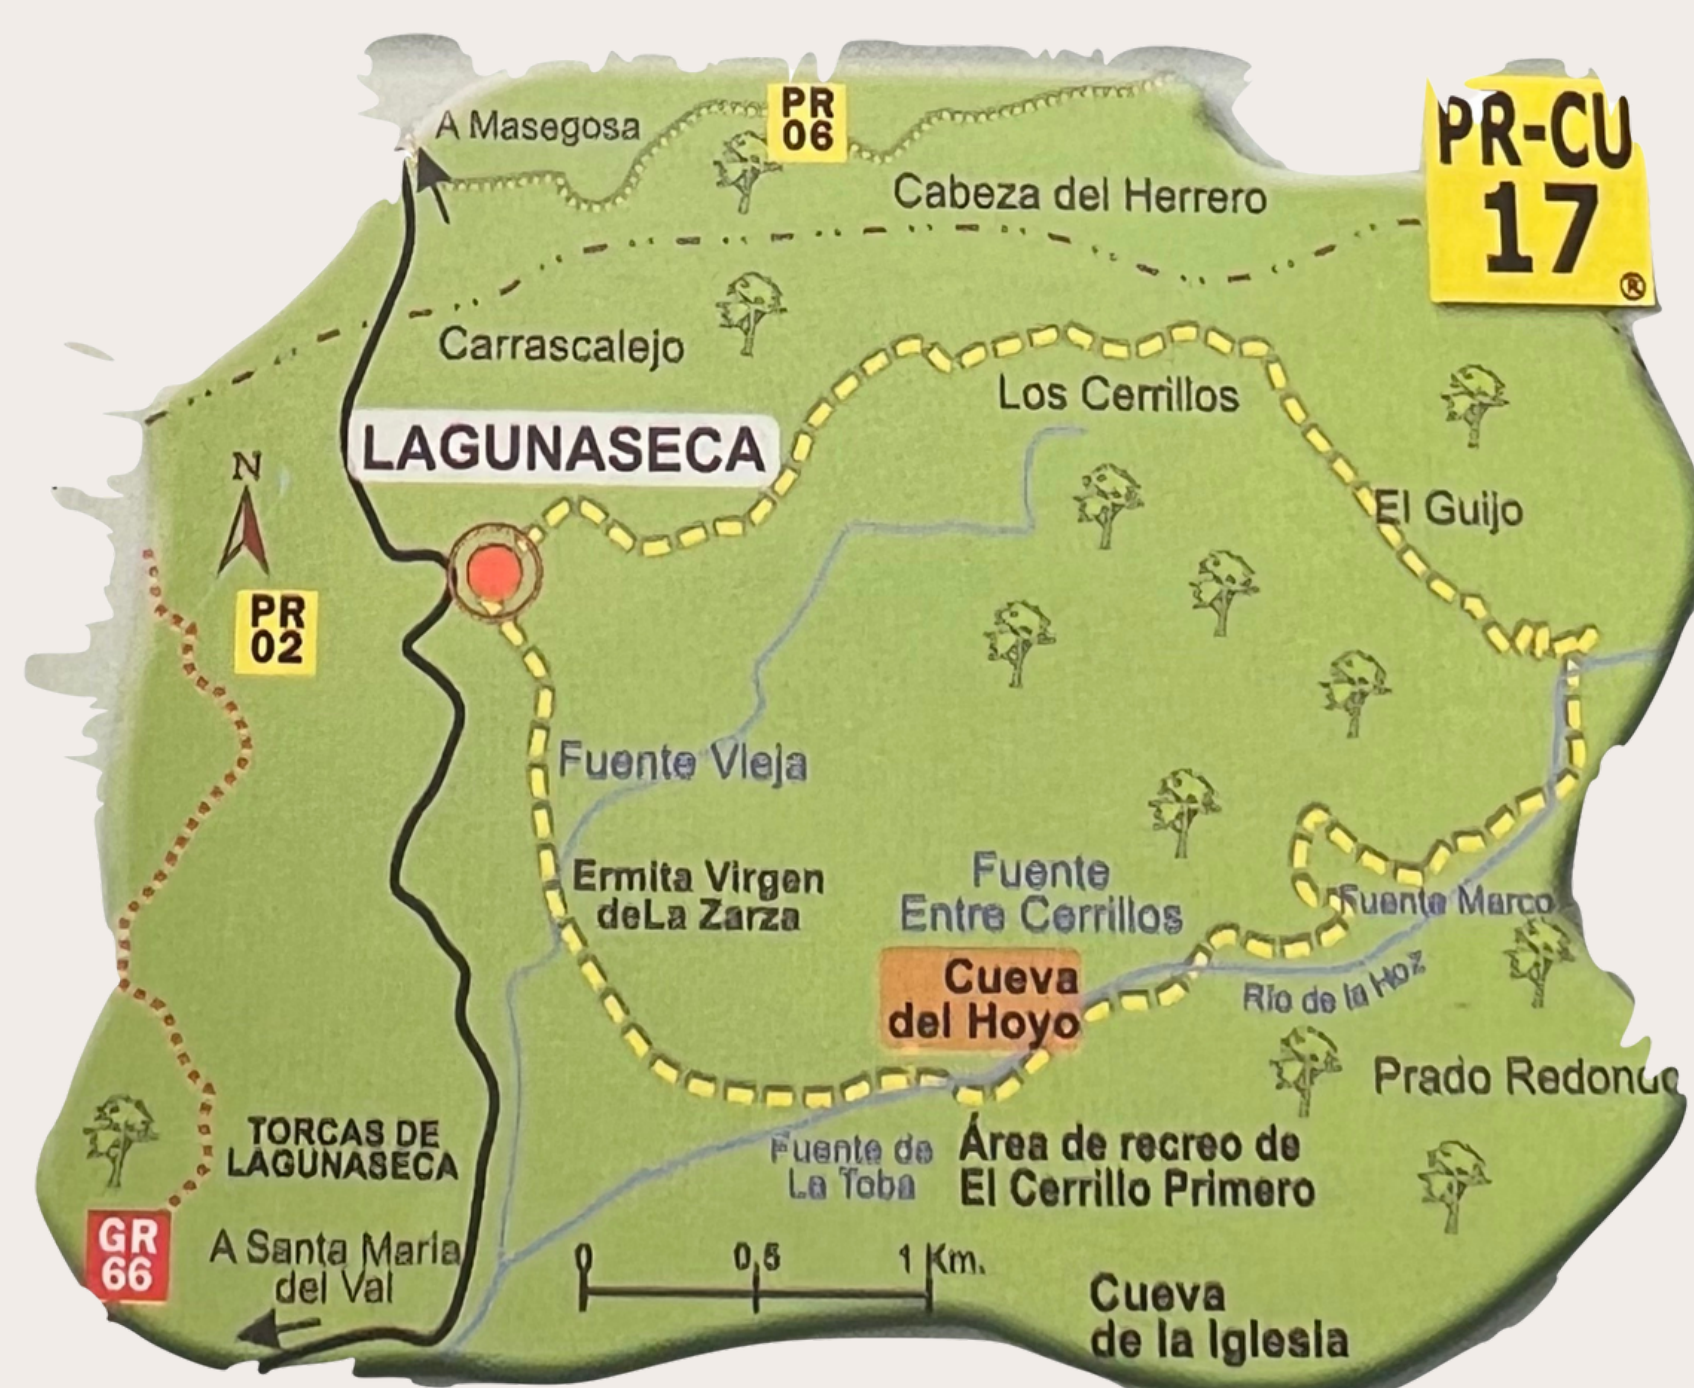 A Masegosa
PR
06
PR-CU
17
®
Cabeza del Herrero
Carrascalejo
Los Cerrillos
LAGUNASECA
N
El Guijo
PR
02
Fuente Vieja
Ermita Virgen
deLa Zarza
Fuente
Entre Cerrillos
Fuente Marco
Cueva
del Hoyo
Río de la Hoz
Prado Redondo
TORCAS DE
LAGUNASECA
Fuente de
La Toba
Área de recreo de
El Cerrillo Primero
GR
66
A Santa Maria
del Val
0 0,5 1 Km.
Cueva
de la Iglesia